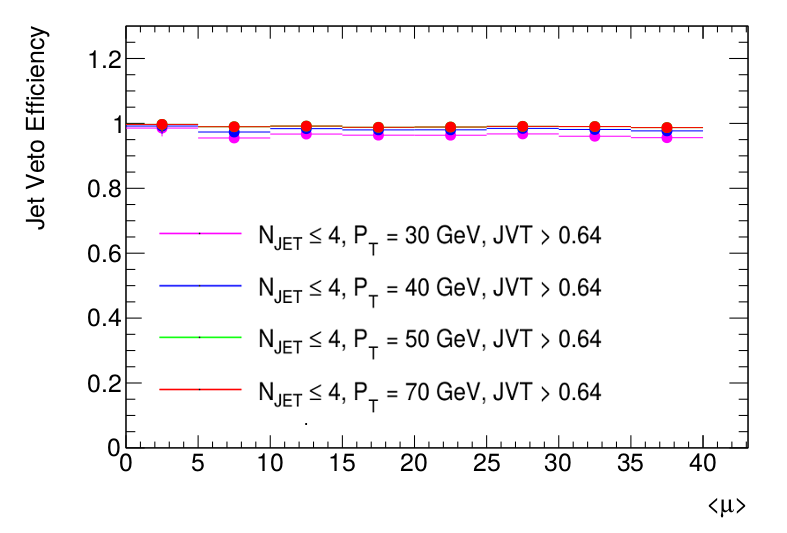 Jet Veto Efficiency
1.2
1
0.8
0.6
0.4
0.2
0
N_JET ≤ 4, P_T = 30 GeV, JVT > 0.64
N_JET ≤ 4, P_T = 40 GeV, JVT > 0.64
N_JET ≤ 4, P_T = 50 GeV, JVT > 0.64
N_JET ≤ 4, P_T = 70 GeV, JVT > 0.64
0 5 10 15 20 25 30 35 40
<μ>